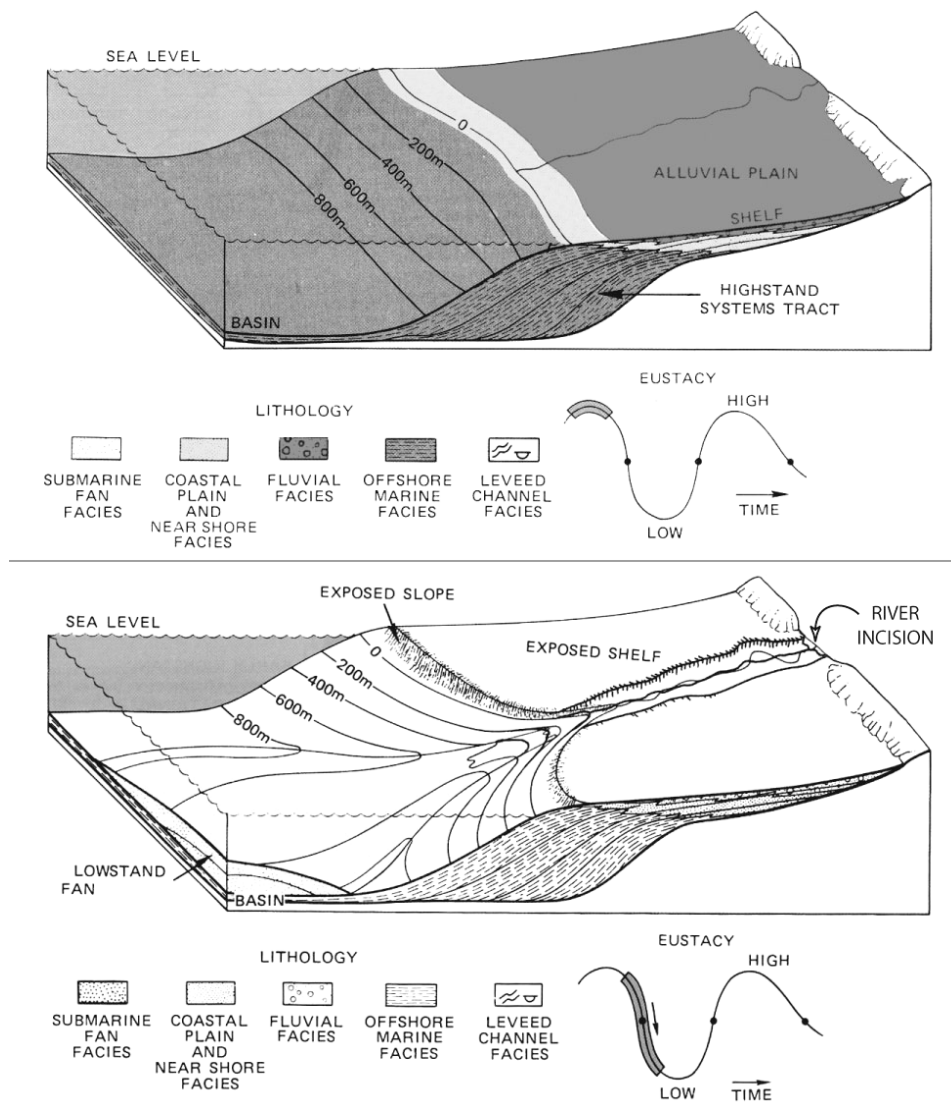 SEA LEVEL
0
200m
400m
600m
800m
ALLUVIAL PLAIN
SHELF
HIGHSTAND
SYSTEMS TRACT
BASIN
EUSTACY
HIGH
LOW
TIME
LITHOLOGY
SUBMARINE
FAN
FACIES
COASTAL
PLAIN
AND
NEAR SHORE
FACIES
FLUVIAL
FACIES
OFFSHORE
MARINE
FACIES
LEVEED
CHANNEL
FACIES
EXPOSED SLOPE
SEA LEVEL
RIVER
INCISION
EXPOSED SHELF
0
200m
400m
600m
800m
LOWSTAND
FAN
BASIN
EUSTACY
HIGH
LOW
TIME
LITHOLOGY
SUBMARINE
FAN
FACIES
COASTAL
PLAIN
AND
NEAR SHORE
FACIES
FLUVIAL
FACIES
OFFSHORE
MARINE
FACIES
LEVEED
CHANNEL
FACIES